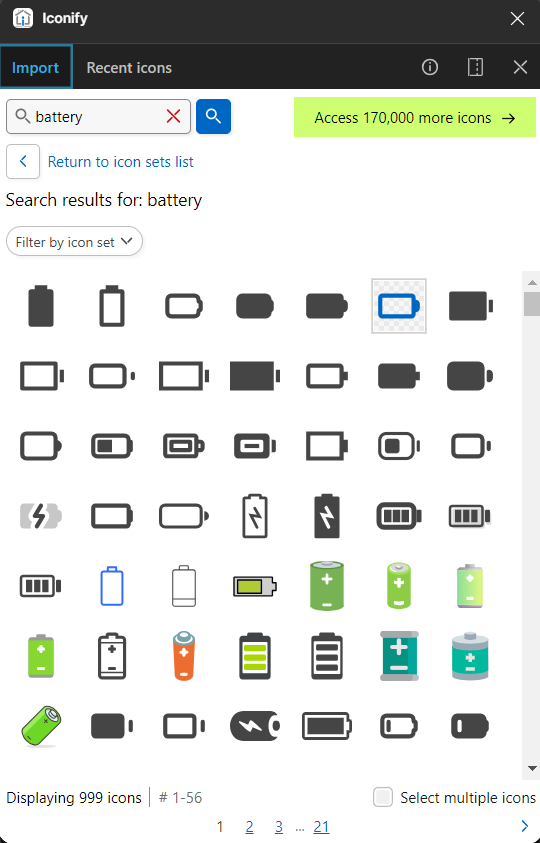 Iconify
Import Recent icons
battery
Access 170,000 more icons →
Return to icon sets list
Search results for: battery
Filter by icon set
Displaying 999 icons # 1-56
Select multiple icons
1 2 3 ... 21